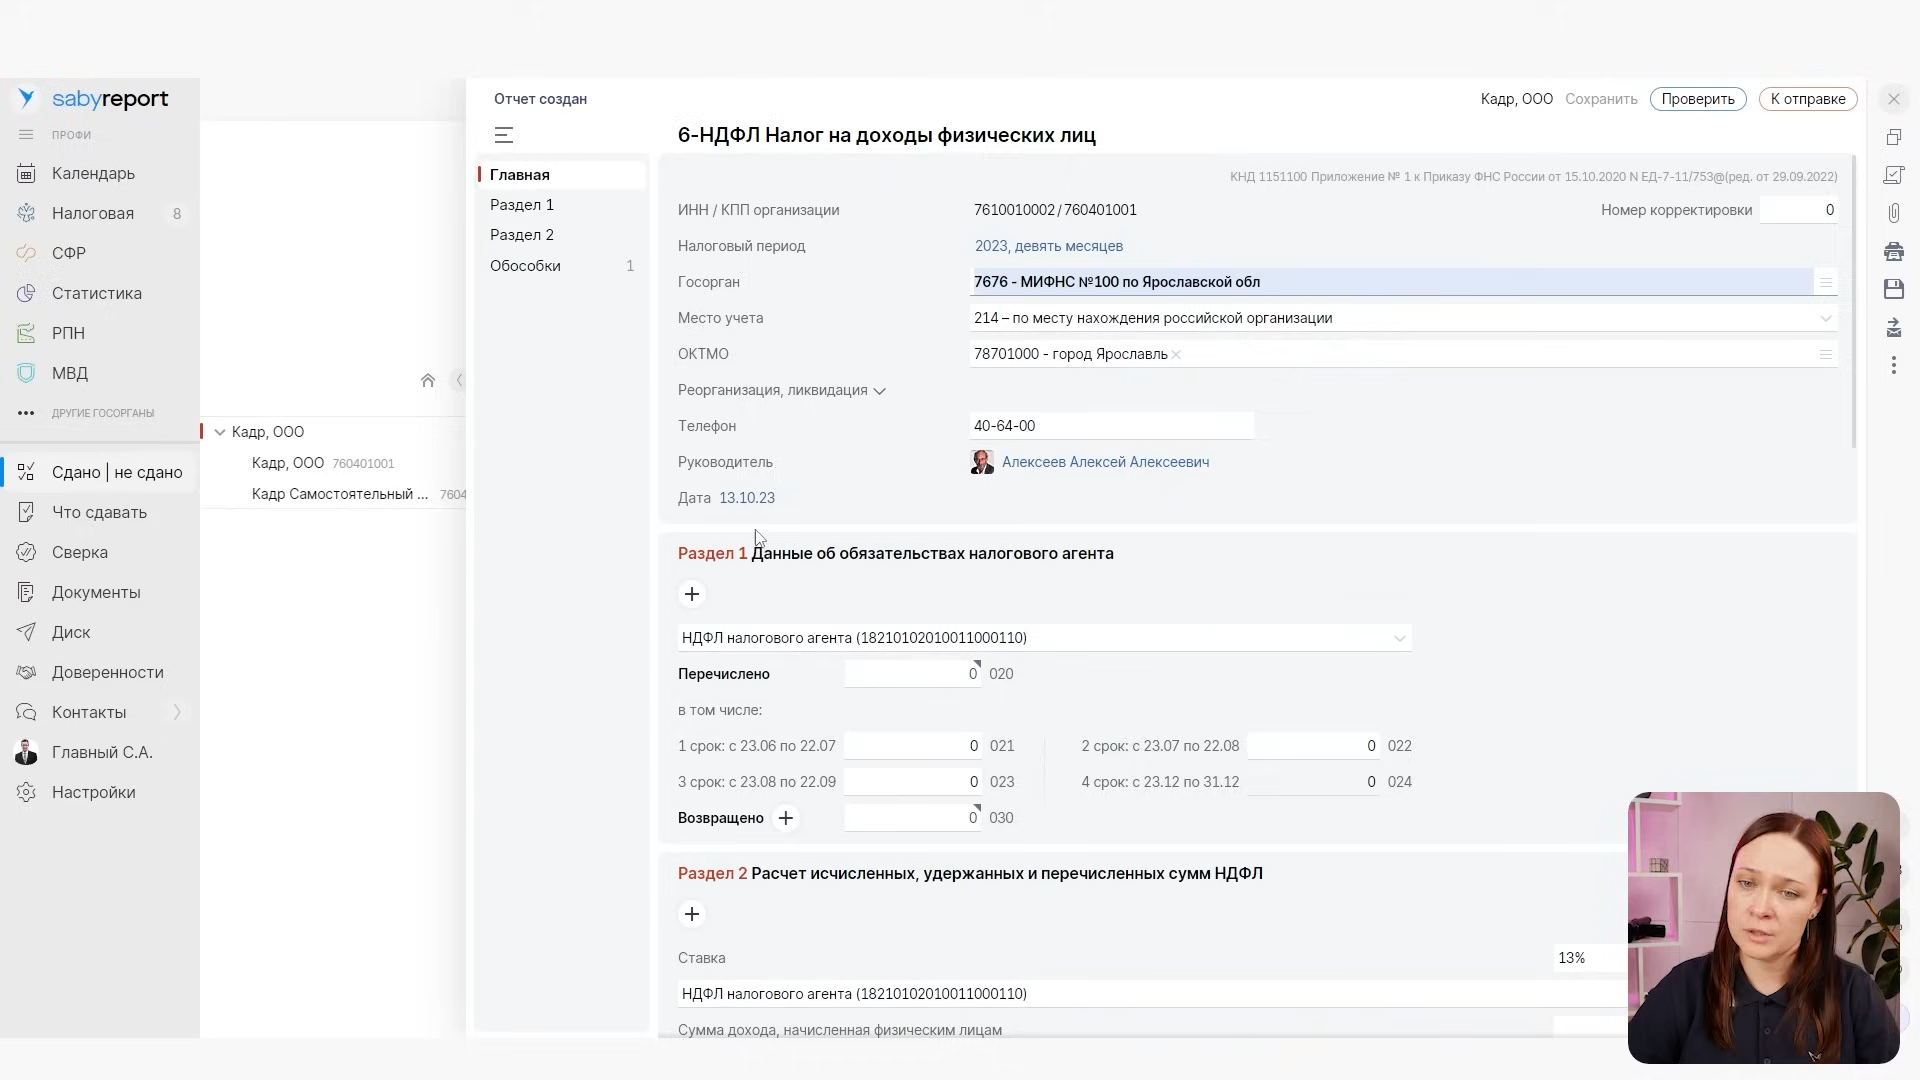 sabyreport
ПРОФИ
Календарь
Налоговая 8
СФР
Статистика
РПН
МВД
ДРУГИЕ ГОСОРГАНЫ
Сдано | не сдано
Что сдавать
Сверка
Документы
Диск
Доверенности
Контакты
Главный С.А.
Настройки
Кадр, ООО
Кадр, ООО 760401001
Кадр Самостоятельный ... 7604
Отчет создан
Кадр, ООО Сохранить Проверить К отправке
6-НДФЛ Налог на доходы физических лиц
Главная
Раздел 1
Раздел 2
Обособки 1
КНД 1151100 Приложение № 1 к Приказу ФНС России от 15.10.2020 N ЕД-7-11/753@(ред. от 29.09.2022)
ИНН / КПП организации 7610010002 / 760401001 Номер корректировки 0
Налоговый период 2023, девять месяцев
Госорган 7676 - МИФНС №100 по Ярославской обл
Место учета 214 – по месту нахождения российской организации
ОКТМО 78701000 - город Ярославль
Реорганизация, ликвидация
Телефон 40-64-00
Руководитель Алексеев Алексей Алексеевич
Дата 13.10.23
Раздел 1 Данные об обязательствах налогового агента
НДФЛ налогового агента (18210102010011000110)
Перечислено 0 020
в том числе:
1 срок: с 23.06 по 22.07 0 021 2 срок: с 23.07 по 22.08 0 022
3 срок: с 23.08 по 22.09 0 023 4 срок: с 23.12 по 31.12 0 024
Возвращено 0 030
Раздел 2 Расчет исчисленных, удержанных и перечисленных сумм НДФЛ
Ставка 13%
НДФЛ налогового агента (18210102010011000110)
Сумма дохода, начисленная физическим лицам